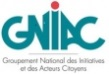 GNIAC
Groupement National des Initiatives
et des Acteurs Citoyens